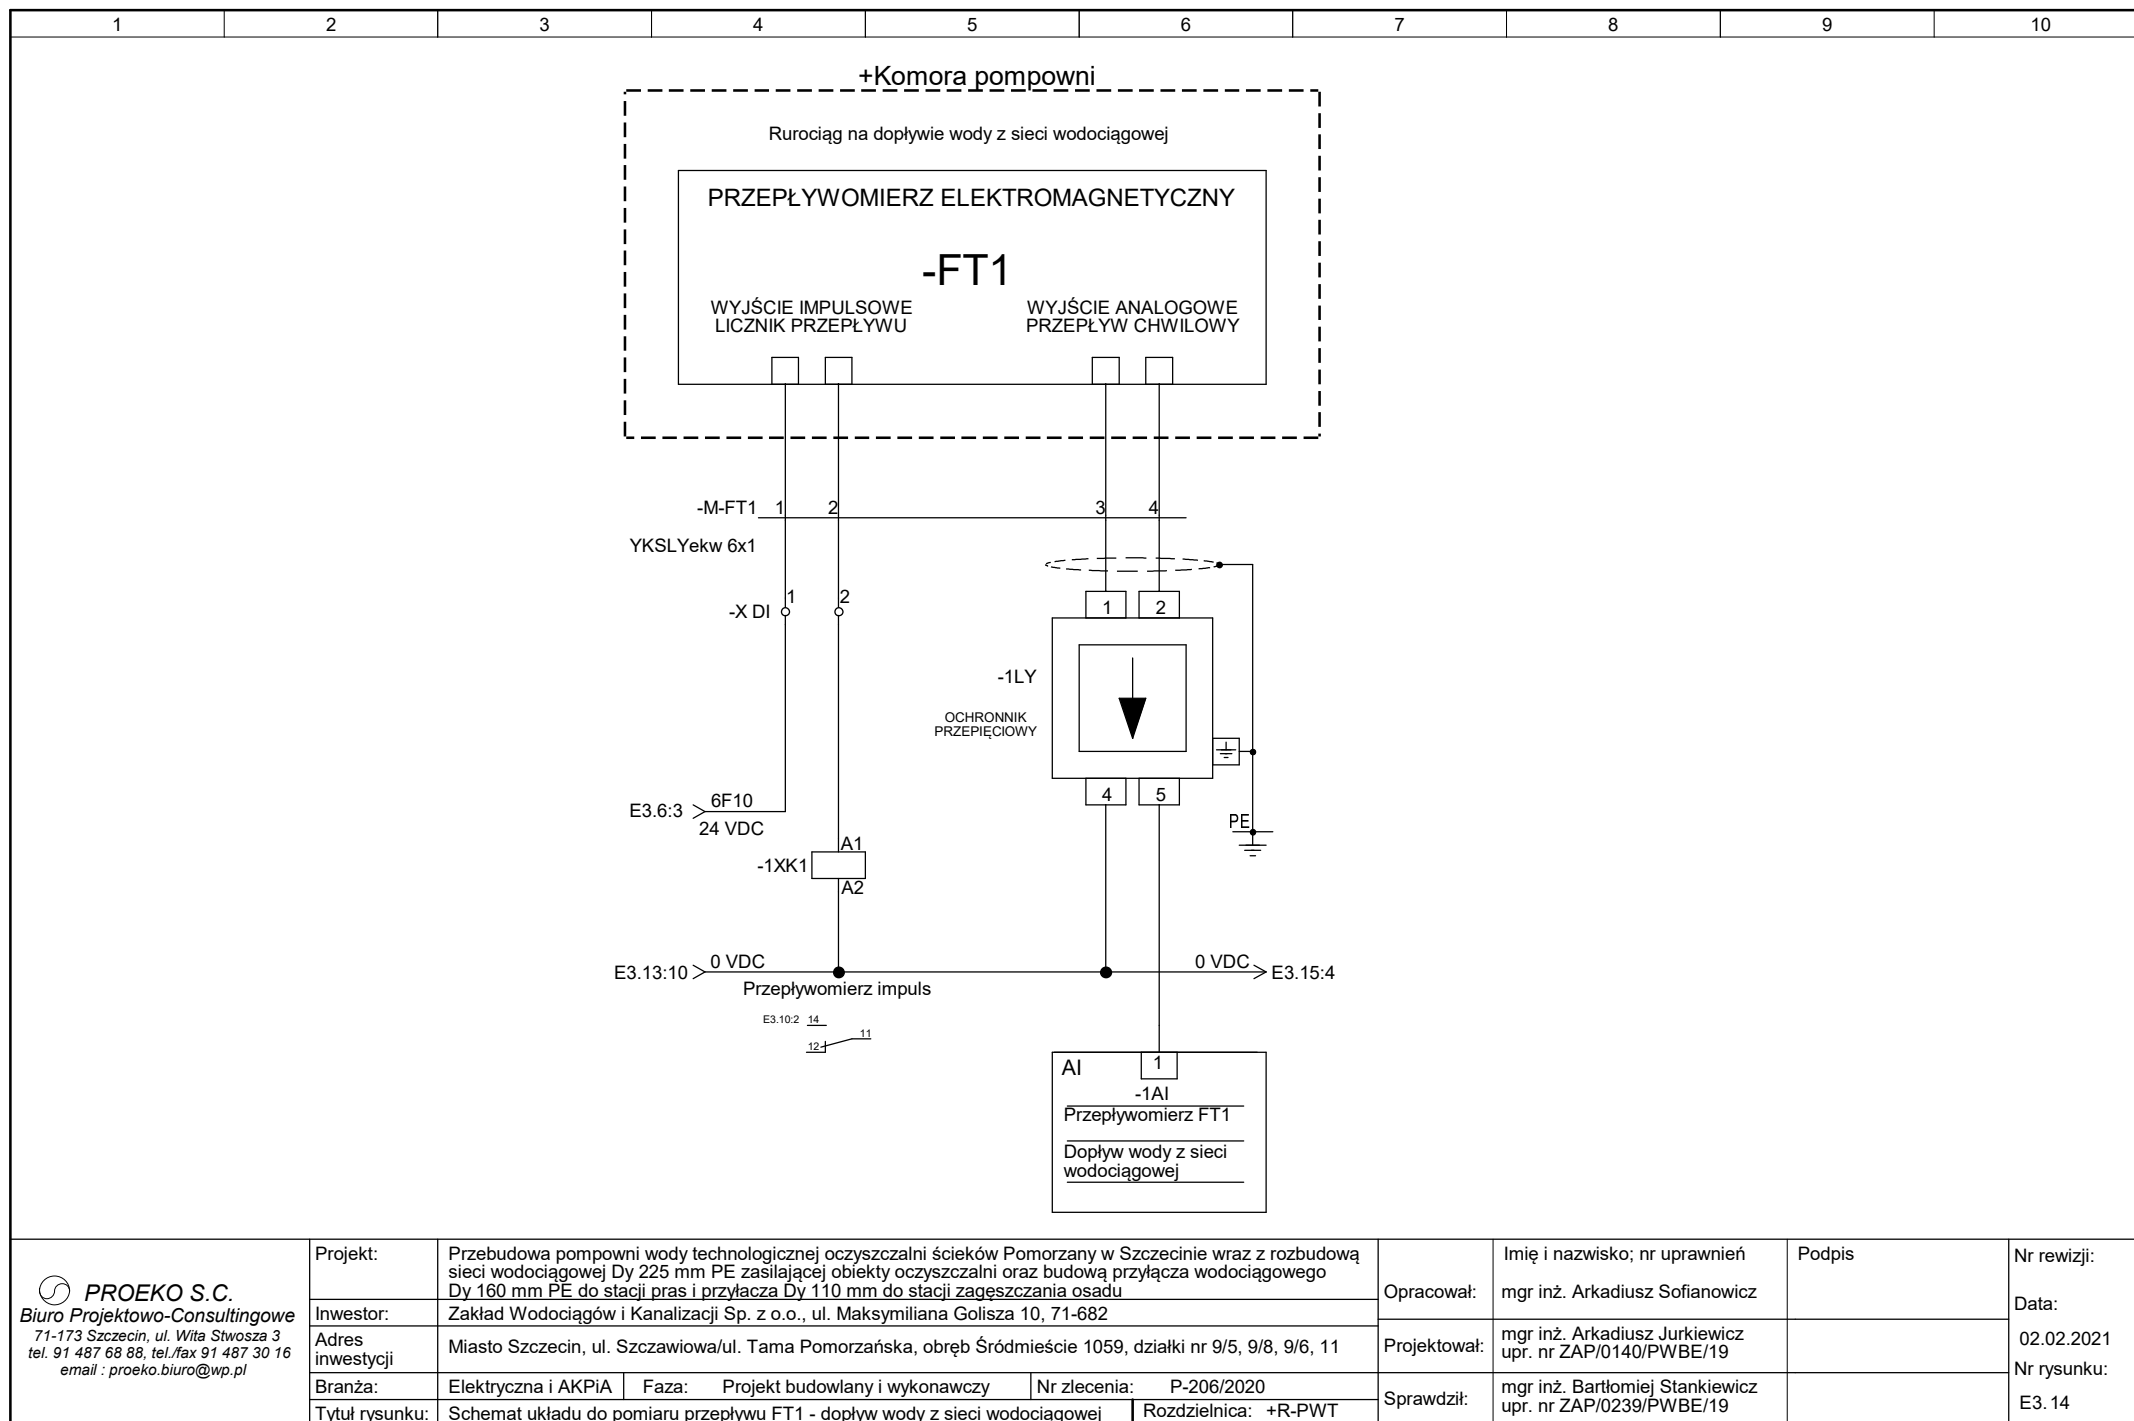 1 2 3 4 5 6 7 8 9 10
+Komora pompowni
Rurociąg na dopływie wody z sieci wodociągowej
PRZEPŁYWOMIERZ ELEKTROMAGNETYCZNY
-FT1
WYJŚCIE IMPULSOWE
LICZNIK PRZEPŁYWU
WYJŚCIE ANALOGOWE
PRZEPŁYW CHWILOWY
-M-FT1 1 2 3 4
YKSLYekw 6x1
-X DI 1 2
1 2
-1LY
OCHRONNIK
PRZEPIĘCIOWY
4 5
E3.6:3 6F10
24 VDC
PE
-1XK1 A1
A2
E3.13:10 0 VDC
0 VDC E3.15:4
Przepływomierz impuls
E3.10:2 14
11
12
AI 1
-1AI
Przepływomierz FT1
Dopływ wody z sieci
wodociągowej
PROEKO S.C.
Biuro Projektowo-Consultingowe
71-173 Szczecin, ul. Wita Stwosza 3
tel. 91 487 68 88, tel./fax 91 487 30 16
email : proeko.biuro@wp.pl
Projekt:
Przebudowa pompowni wody technologicznej oczyszczalni ścieków Pomorzany w Szczecinie wraz z rozbudową
sieci wodociągowej Dy 225 mm PE zasilającej obiekty oczyszczalni oraz budową przyłącza wodociągowego
Dy 160 mm PE do stacji pras i przyłacza Dy 110 mm do stacji zagęszczania osadu
Inwestor:
Zakład Wodociągów i Kanalizacji Sp. z o.o., ul. Maksymiliana Golisza 10, 71-682
Adres
inwestycji
Miasto Szczecin, ul. Szczawiowa/ul. Tama Pomorzańska, obręb Śródmieście 1059, działki nr 9/5, 9/8, 9/6, 11
Branża: Elektryczna i AKPiA Faza: Projekt budowlany i wykonawczy Nr zlecenia: P-206/2020
Tytuł rysunku: Schemat układu do pomiaru przepływu FT1 - dopływ wody z sieci wodociągowej Rozdzielnica: +R-PWT
Imię i nazwisko; nr uprawnień
Podpis
Opracował: mgr inż. Arkadiusz Sofianowicz
Projektował:
mgr inż. Arkadiusz Jurkiewicz
upr. nr ZAP/0140/PWBE/19
Sprawdził:
mgr inż. Bartłomiej Stankiewicz
upr. nr ZAP/0239/PWBE/19
Nr rewizji:
Data:
02.02.2021
Nr rysunku:
E3.14